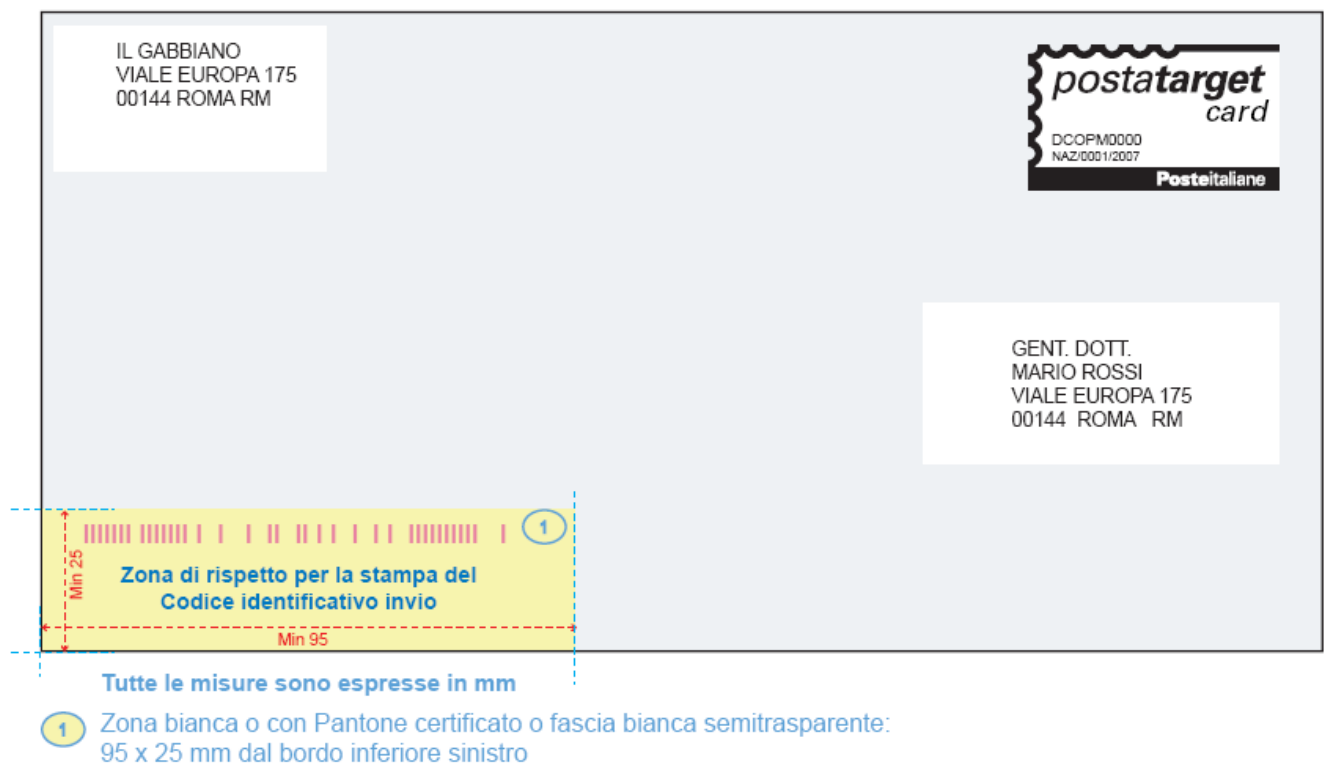 IL GABBIANO
VIALE EUROPA 175
00144 ROMA RM
postatarget
card
DCOPM0000
NAZ/0001/2007
Posteitaliane
GENT. DOTT.
MARIO ROSSI
VIALE EUROPA 175
00144 ROMA RM
1
Min 25
Zona di rispetto per la stampa del
Codice identificativo invio
Min 95
Tutte le misure sono espresse in mm
1 Zona bianca o con Pantone certificato o fascia bianca semitrasparente:
95 x 25 mm dal bordo inferiore sinistro